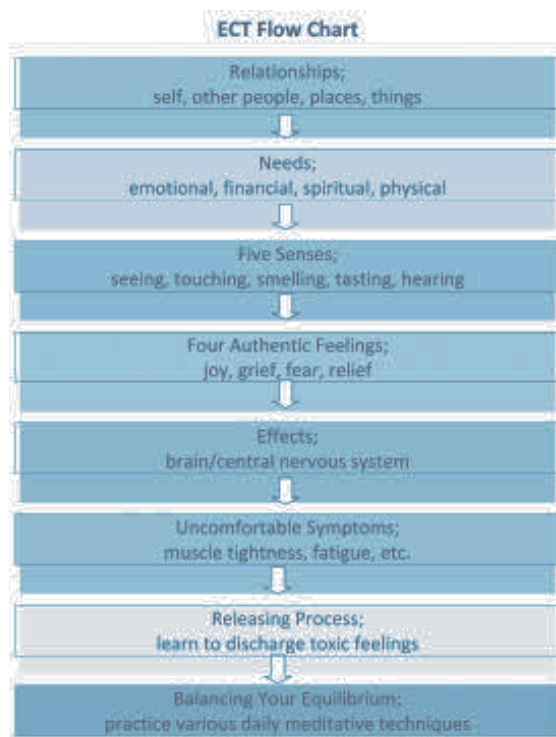 ECT Flow Chart
Relationships;
self, other people, places, things
Needs;
emotional, financial, spiritual, physical
Five Senses;
seeing, touching, smelling, tasting, hearing
Four Authentic Feelings;
joy, grief, fear, relief
Effects;
brain/central nervous system
Uncomfortable Symptoms;
muscle tightness, fatigue, etc.
Releasing Process;
learn to discharge toxic feelings
Balancing Your Equilibrium;
practice various daily meditative techniques